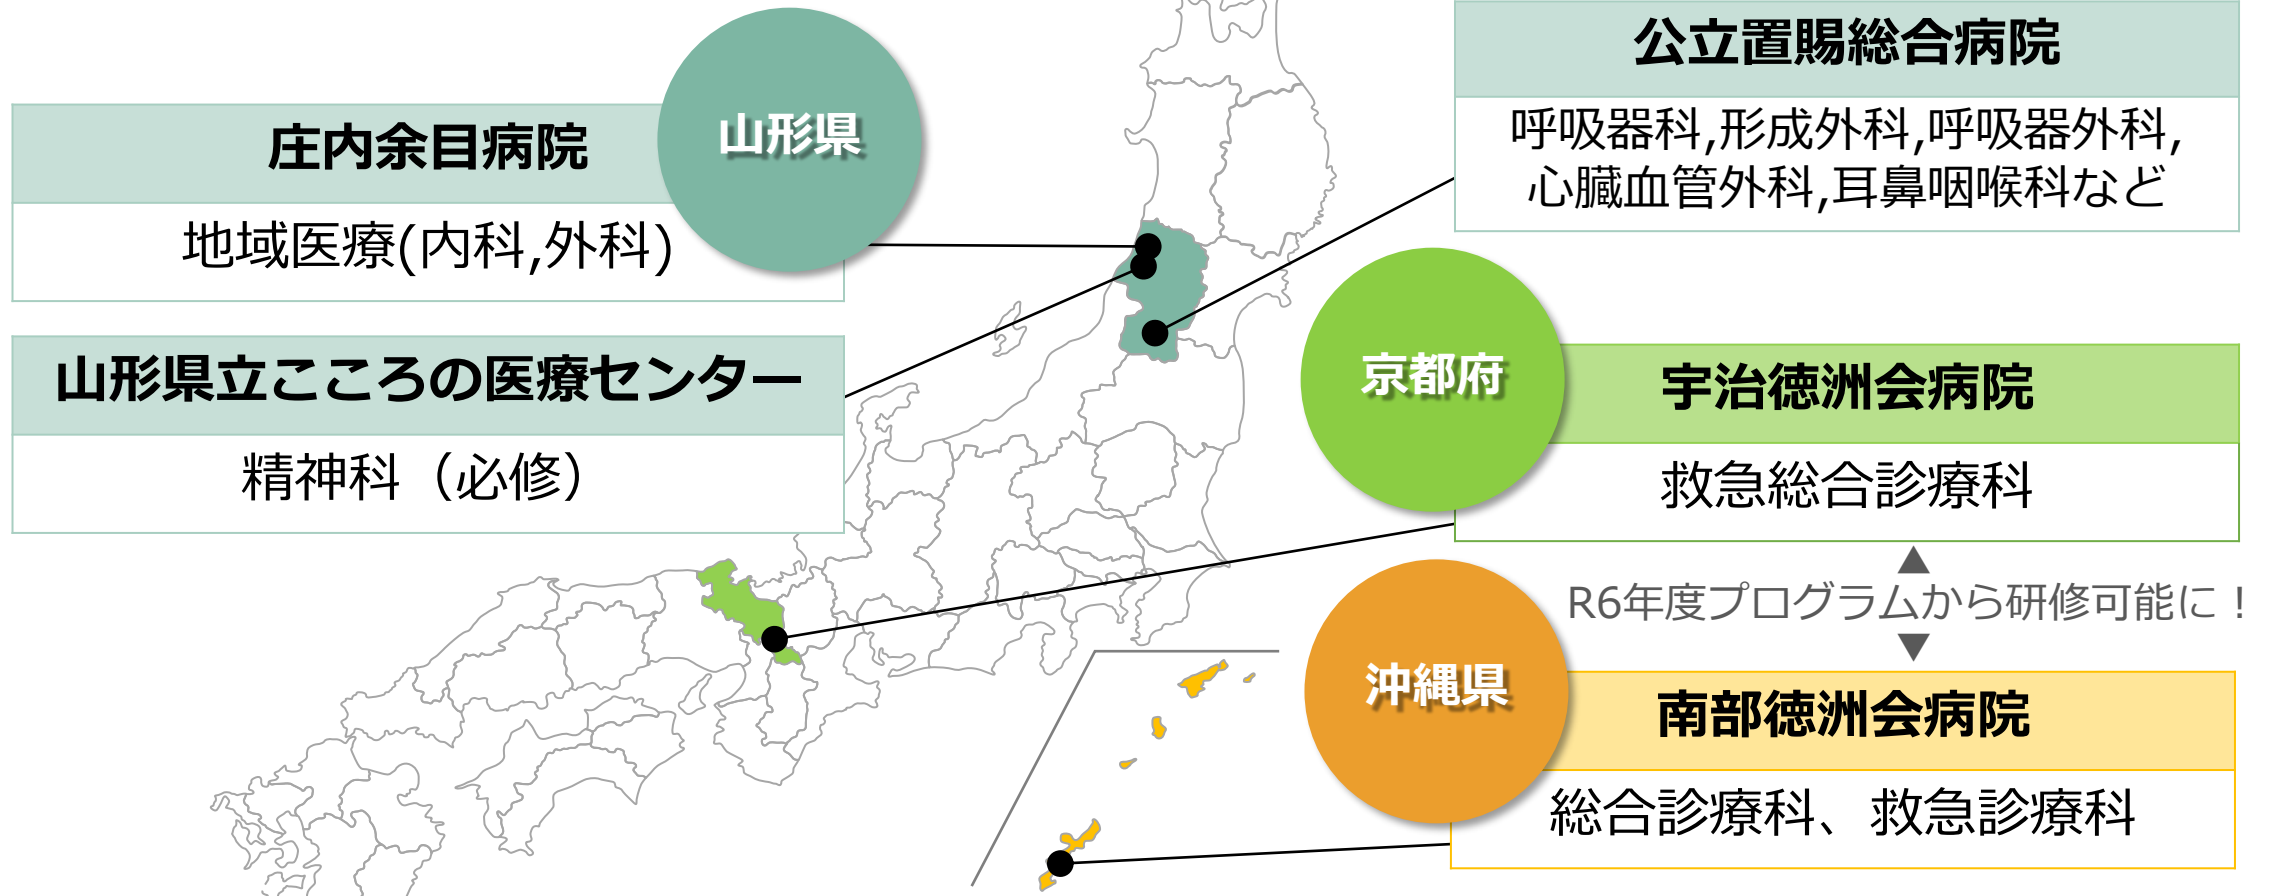 山形県
庄内余目病院
地域医療(内科,外科)
山形県立こころの医療センター
精神科（必修）
公立置賜総合病院
呼吸器科,形成外科,呼吸器外科,
心臓血管外科,耳鼻咽喉科など
京都府
宇治徳洲会病院
救急総合診療科
▲
R6年度プログラムから研修可能に！
▼
沖縄県
南部徳洲会病院
総合診療科、救急診療科